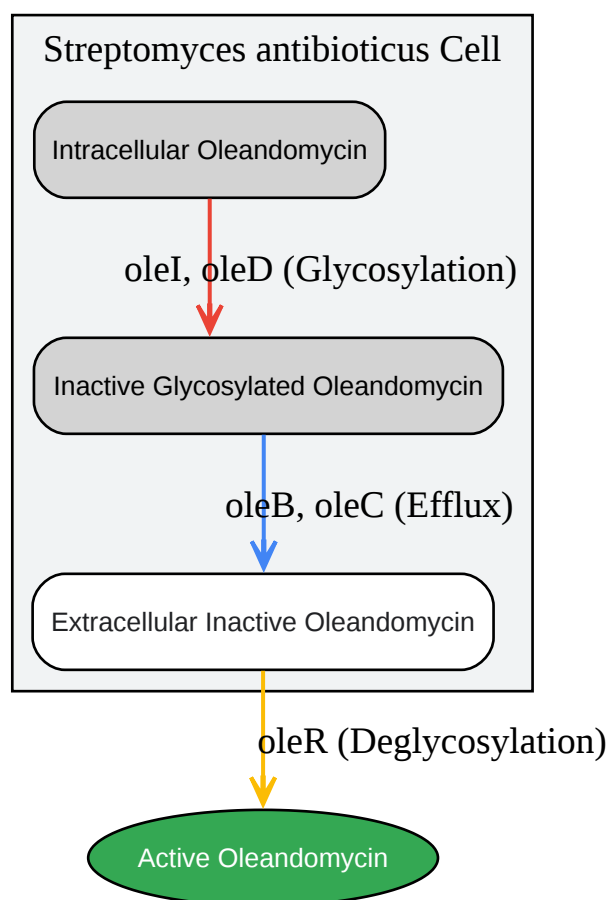 Streptomyces antibioticus Cell
Intracellular Oleandomycin
oleI, oleD (Glycosylation)
Inactive Glycosylated Oleandomycin
oleB, oleC (Efflux)
Extracellular Inactive Oleandomycin
oleR (Deglycosylation)
Active Oleandomycin